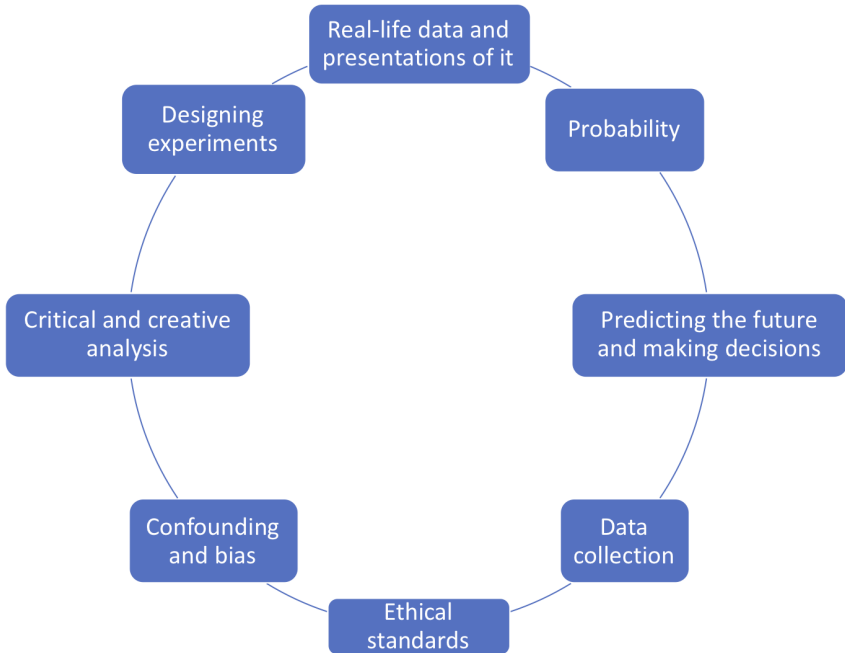 Real-life data and
presentations of it
Probability
Predicting the future
and making decisions
Data
collection
Ethical
standards
Confounding
and bias
Critical and creative
analysis
Designing
experiments